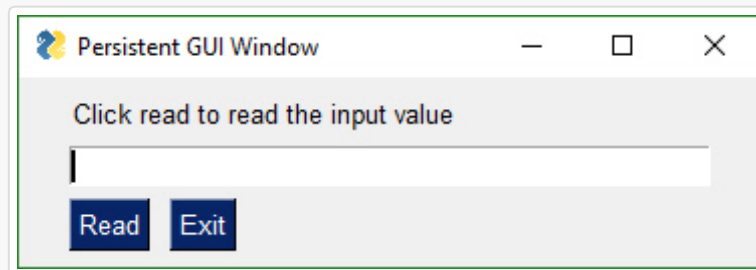 Persistent GUI Window
Click read to read the input value
Read Exit